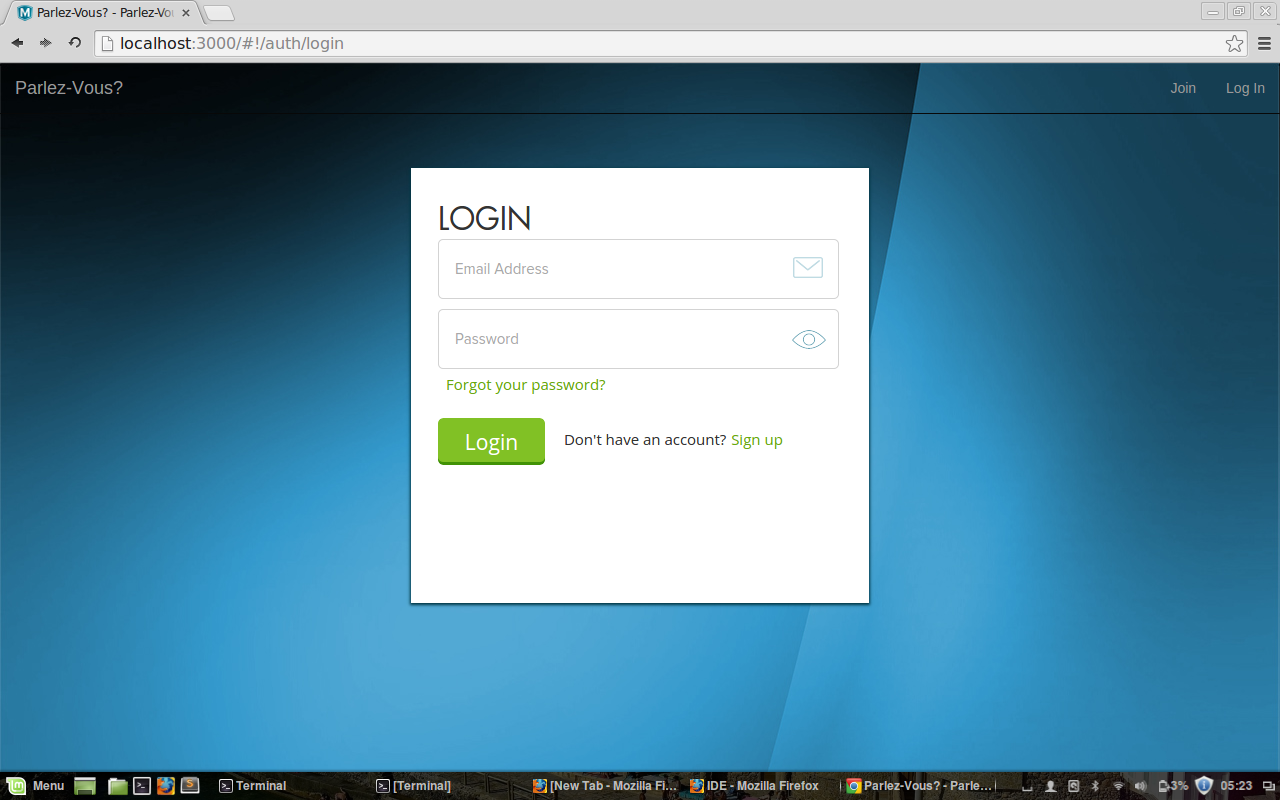 Parlez-Vous? - Parlez-Vou
localhost:3000/#!/auth/login
Parlez-Vous?
Join
Log In
LOGIN
Email Address
Password
Forgot your password?
Login
Don't have an account? Sign up
Menu
Terminal
[Terminal]
[New Tab - Mozilla Fi...
IDE - Mozilla Firefox
Parlez-Vous? - Parle...
3%
05:23